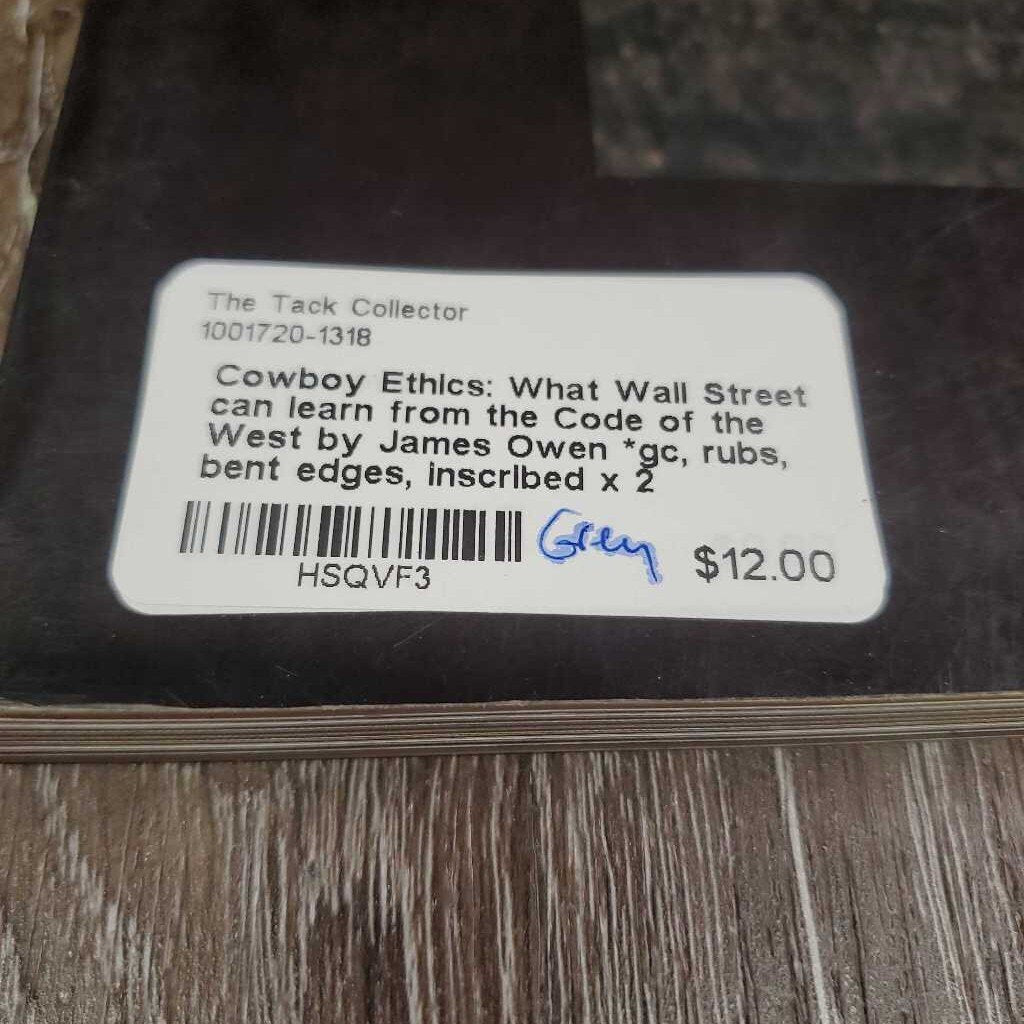 The Tack Collector
1001720-1318
Cowboy Ethics: What Wall Street
can learn from the Code of the
West by James Owen *gc, rubs,
bent edges, inscribed x 2
Grey $12.00
HSQVF3